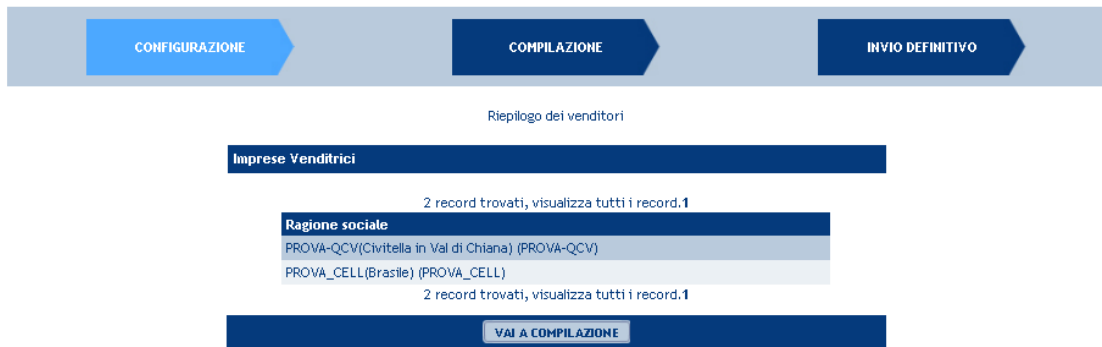 CONFIGURAZIONE
COMPILAZIONE
INVIO DEFINITIVO
Riepilogo dei venditori
Imprese Venditrici
2 record trovati, visualizza tutti i record.1
Ragione sociale
PROVA-QCV(Civitella in Val di Chiana) (PROVA-QCV)
PROVA_CELL(Brasile) (PROVA_CELL)
2 record trovati, visualizza tutti i record.1
VAI A COMPILAZIONE